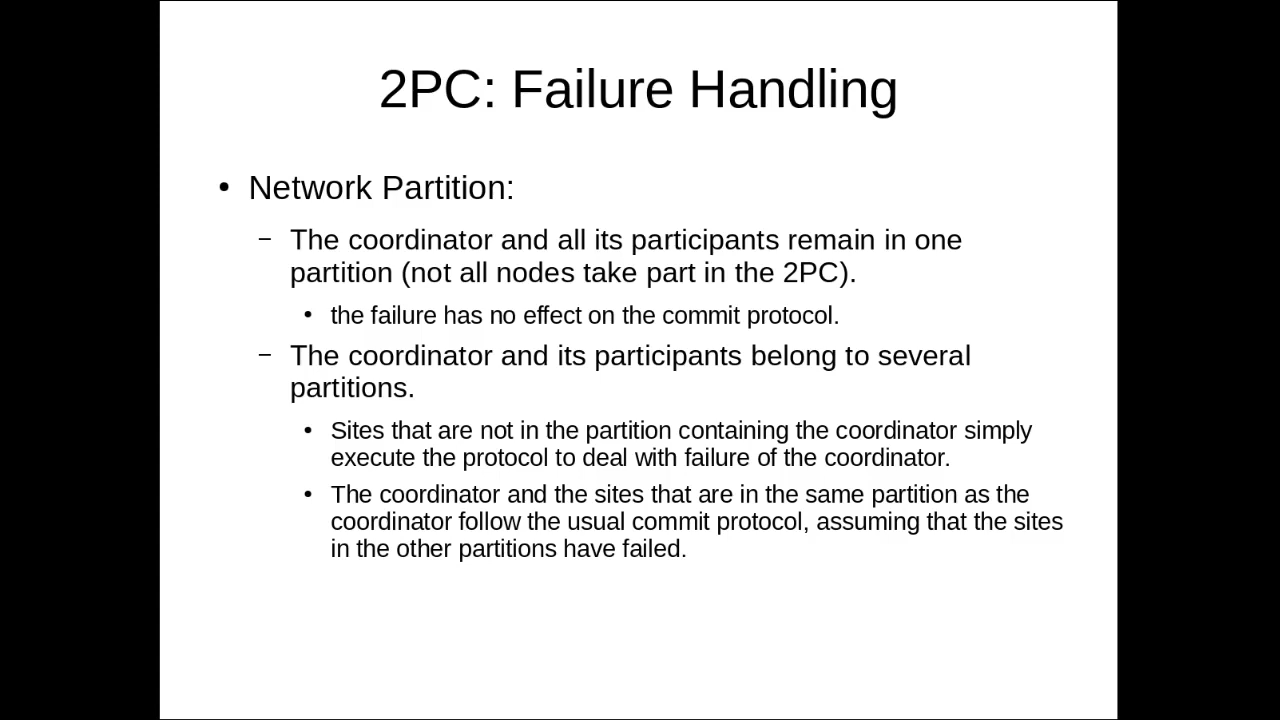 2PC: Failure Handling
• Network Partition:
– The coordinator and all its participants remain in one
partition (not all nodes take part in the 2PC).
• the failure has no effect on the commit protocol.
– The coordinator and its participants belong to several
partitions.
• Sites that are not in the partition containing the coordinator simply
execute the protocol to deal with failure of the coordinator.
• The coordinator and the sites that are in the same partition as the
coordinator follow the usual commit protocol, assuming that the sites
in the other partitions have failed.